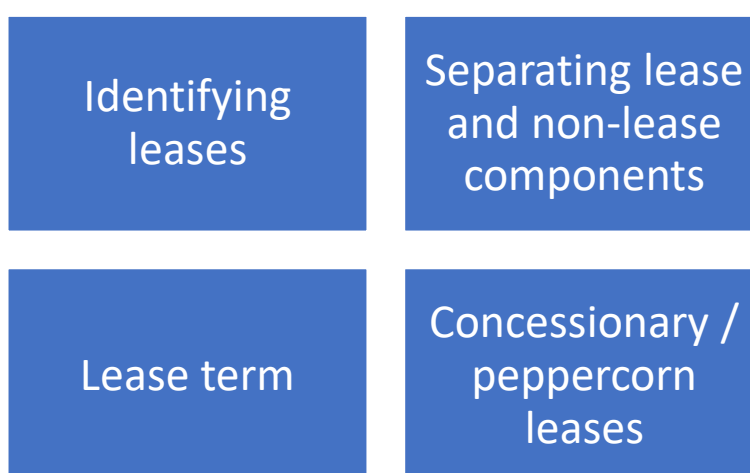 Identifying
leases
Separating lease
and non-lease
components
Lease term
Concessionary /
peppercorn
leases